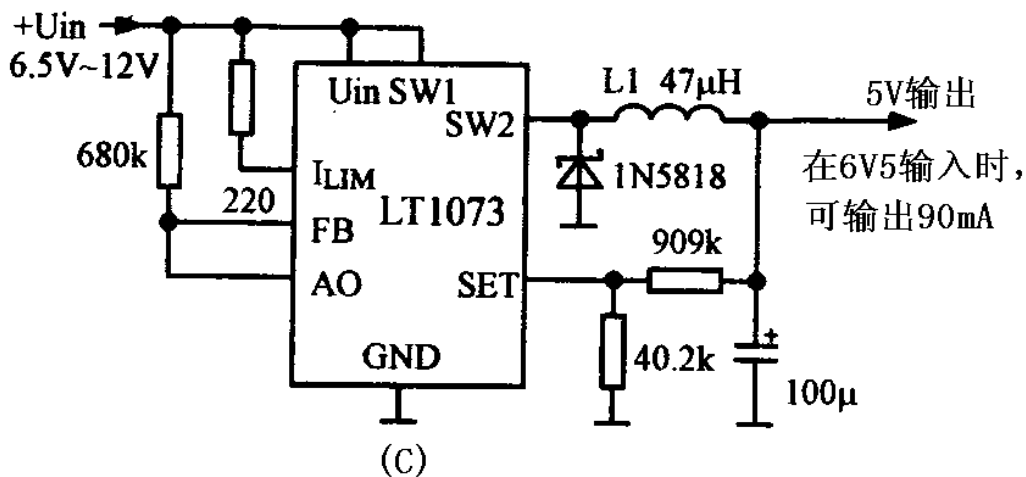 +Uin
6.5V~12V
680k
220
Uin SW1
SW2
ILIM
LT1073
FB
AO
SET
GND
L1 47μH
5V输出
1N5818
在6V5输入时,
可输出90mA
909k
40.2k
100μ
(C)